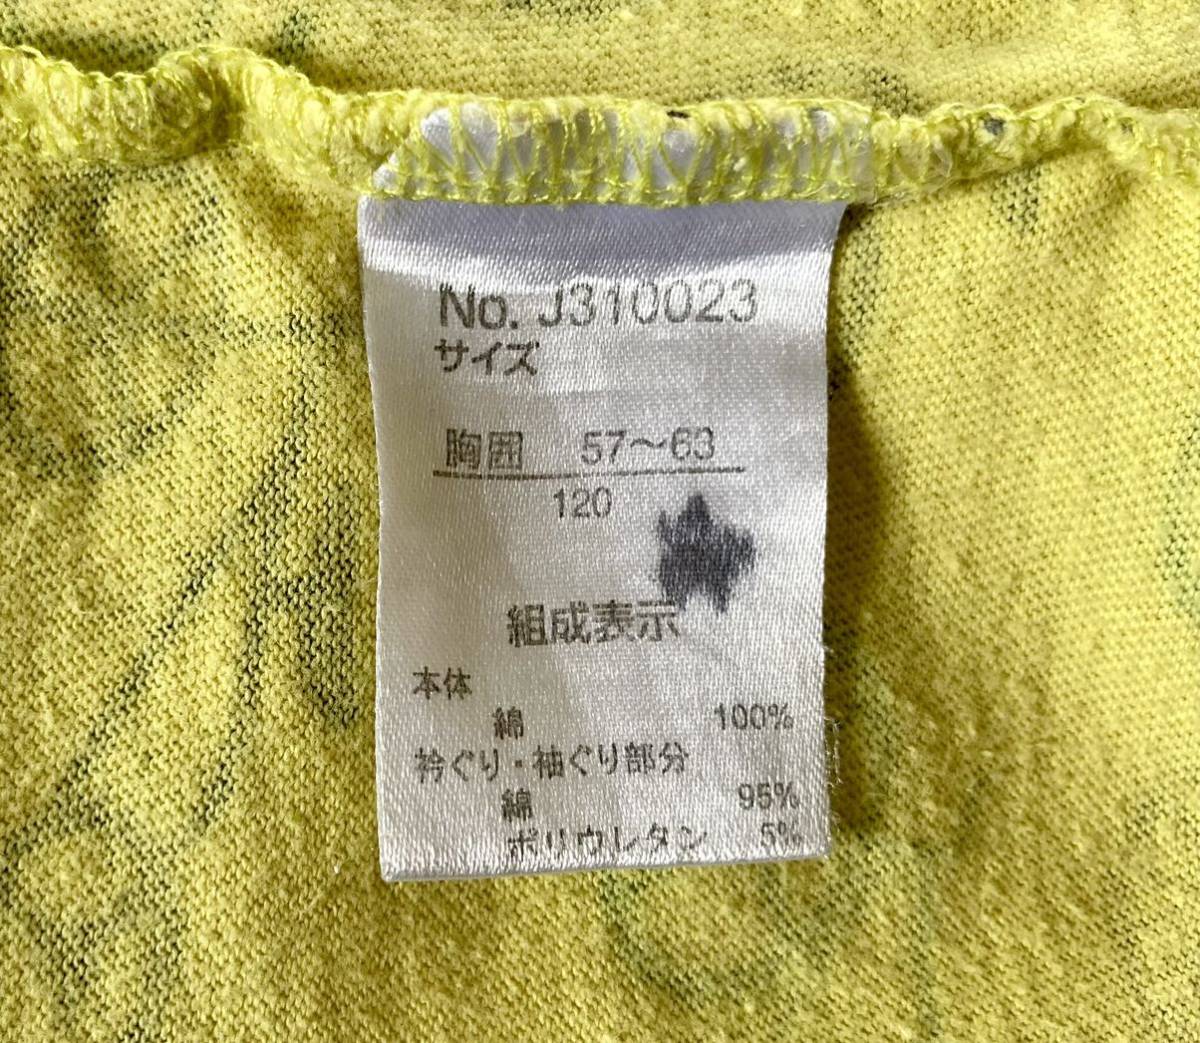 No. J310023
サイズ
胸囲 57～63
120
組成表示
本体
綿 100%
衿ぐり・袖ぐり部分
綿 95%
ポリウレタン 5%